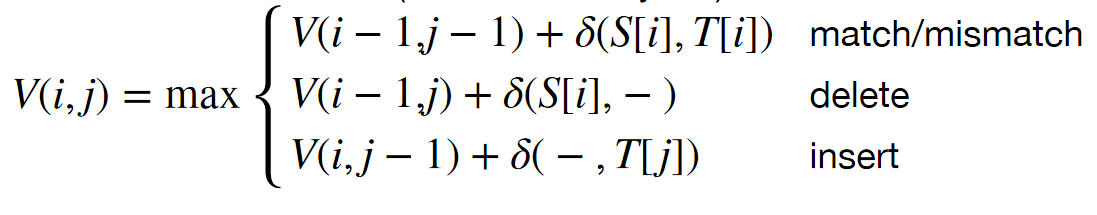 V(i − 1,j − 1) + δ(S[i], T[i]) match/mismatch
V(i,j) = max { V(i − 1,j) + δ(S[i], − ) delete
V(i,j − 1) + δ( − , T[j]) insert